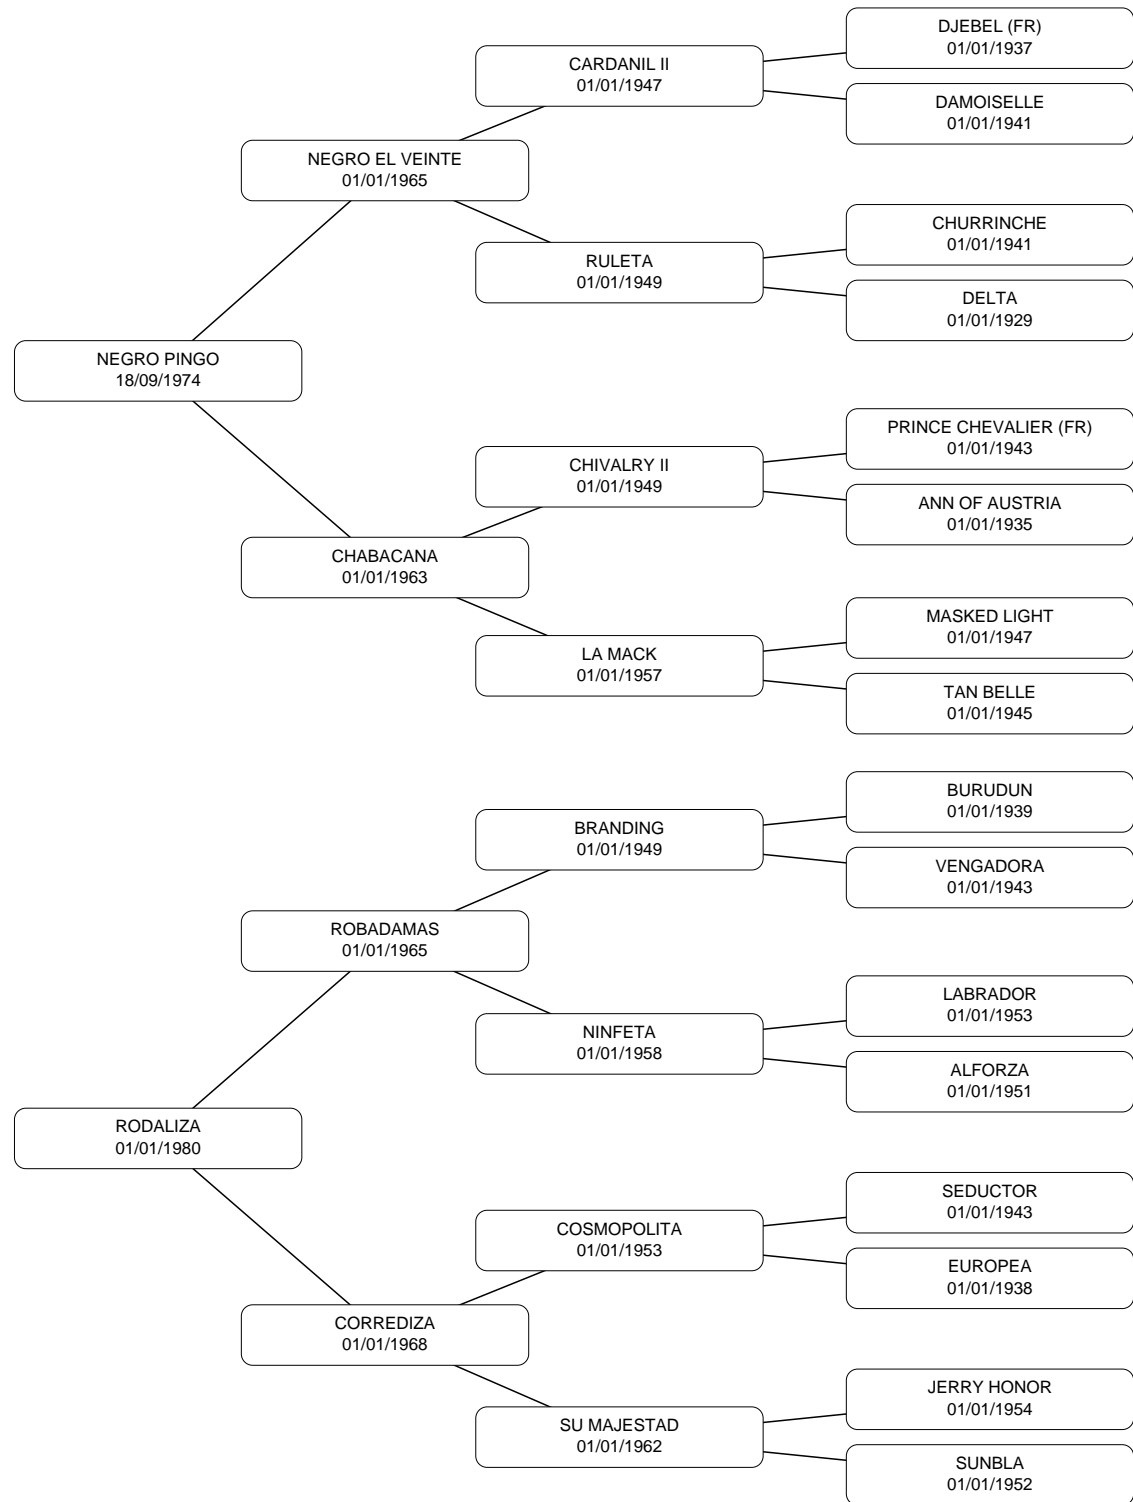 DJEBEL (FR)
01/01/1937
CARDANIL II
01/01/1947
DAMOISELLE
01/01/1941
NEGRO EL VEINTE
01/01/1965
CHURRINCHE
01/01/1941
RULETA
01/01/1949
DELTA
01/01/1929
NEGRO PINGO
18/09/1974
PRINCE CHEVALIER (FR)
01/01/1943
CHIVALRY II
01/01/1949
ANN OF AUSTRIA
01/01/1935
CHABACANA
01/01/1963
MASKED LIGHT
01/01/1947
LA MACK
01/01/1957
TAN BELLE
01/01/1945
BURUDUN
01/01/1939
BRANDING
01/01/1949
VENGADORA
01/01/1943
ROBADAMAS
01/01/1965
LABRADOR
01/01/1953
NINFETA
01/01/1958
ALFORZA
01/01/1951
RODALIZA
01/01/1980
SEDUCTOR
01/01/1943
COSMOPOLITA
01/01/1953
EUROPEA
01/01/1938
CORREDIZA
01/01/1968
JERRY HONOR
01/01/1954
SU MAJESTAD
01/01/1962
SUNBLA
01/01/1952